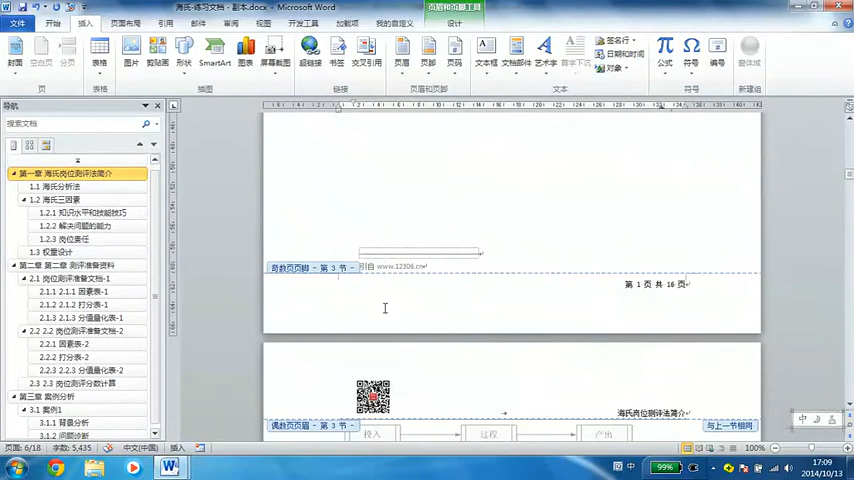 海氏-练习文档 - 副本.docx - Microsoft Word
页眉和页脚工具
文件 开始 插入 页面布局 引用 邮件 审阅 视图 开发工具 加载项 我的自定义 设计
封面 空白页 分页 表格 图片 剪贴画 形状 SmartArt 图表 屏幕截图 超链接 书签 交叉引用 页眉 页脚 页码 文本框 文档部件 艺术字 首字下沉 签名行 公式 符号 编号 窗体域
日期和时间
对象
页 表格 插图 链接 页眉和页脚 文本 符号 新建组
导航
搜索文档
第一章 海氏岗位测评法简介
1.1 海氏分析法
1.2 海氏三因素
1.2.1 知识水平和技能技巧
1.2.2 解决问题的能力
1.2.3 岗位责任
1.3 权重设计
第二章 第二章 测评准备资料
2.1 岗位测评准备文档-1
2.1.1 2.1.1 因素表-1
2.1.2 2.1.2 打分表-1
2.1.3 2.1.3 分值量化表-1
2.2 2.2 岗位测评准备文档-2
2.2.1 因素表-2
2.2.2 打分表-2
2.2.3 2.2.3 分值量化表-2
2.3 2.3 岗位测评分数计算
第三章 案例分析
3.1 案例1
3.1.1 背景分析
3.1.2 问题诊断
引自 www.12306.cn
奇数页页脚 - 第 3 节 -
第 1 页 共 16 页
海氏岗位测评法简介
偶数页页眉 - 第 3 节 -
与上一节相同
投入 过程 产出
页面: 6/18 字数: 5,435 中文(中国) 插入 100%
中
99%
17:09
2014/10/13